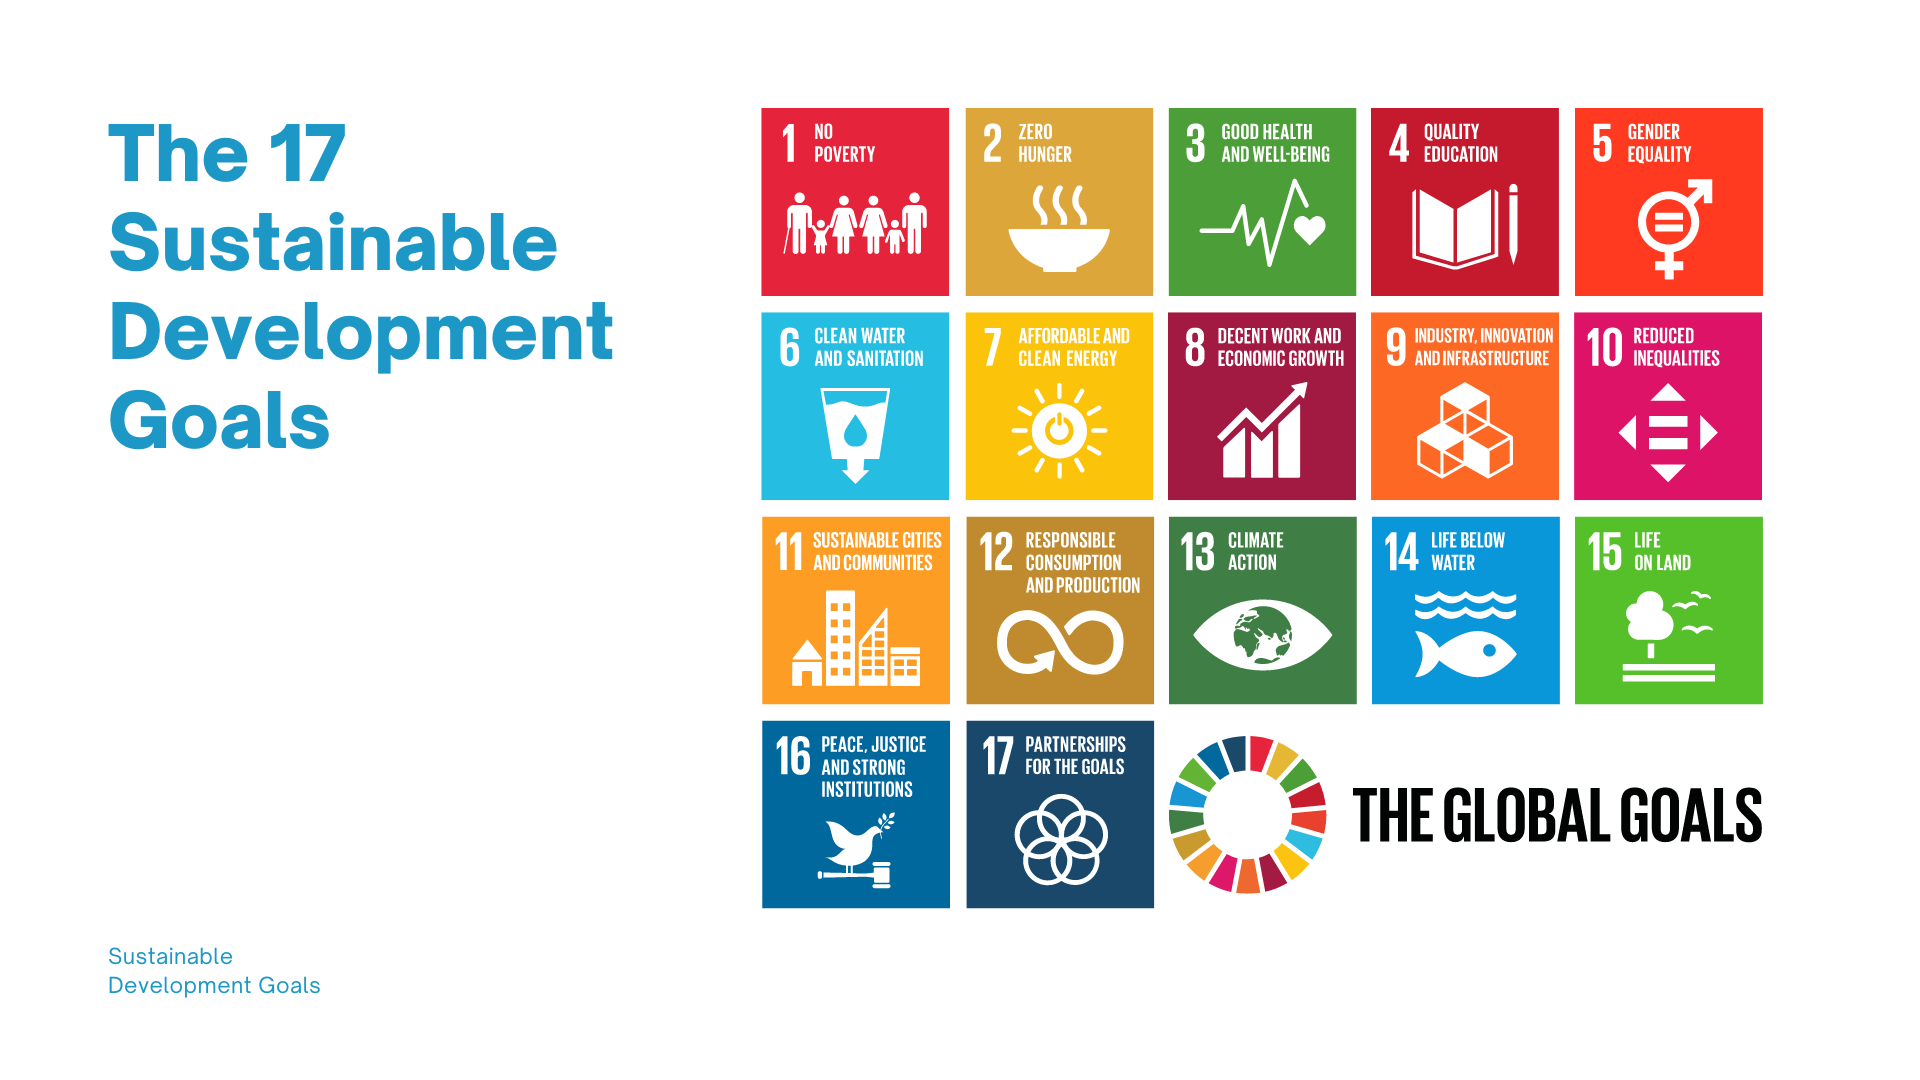 The 17
Sustainable
Development
Goals
1 NO
POVERTY
2 ZERO
HUNGER
3 GOOD HEALTH
AND WELL-BEING
4 QUALITY
EDUCATION
5 GENDER
EQUALITY
6 CLEAN WATER
AND SANITATION
7 AFFORDABLE AND
CLEAN ENERGY
8 DECENT WORK AND
ECONOMIC GROWTH
9 INDUSTRY, INNOVATION
AND INFRASTRUCTURE
10 REDUCED
INEQUALITIES
11 SUSTAINABLE CITIES
AND COMMUNITIES
12 RESPONSIBLE
CONSUMPTION
AND PRODUCTION
13 CLIMATE
ACTION
14 LIFE BELOW
WATER
15 LIFE
ON LAND
16 PEACE, JUSTICE
AND STRONG
INSTITUTIONS
17 PARTNERSHIPS
FOR THE GOALS
THE GLOBAL GOALS
Sustainable
Development Goals